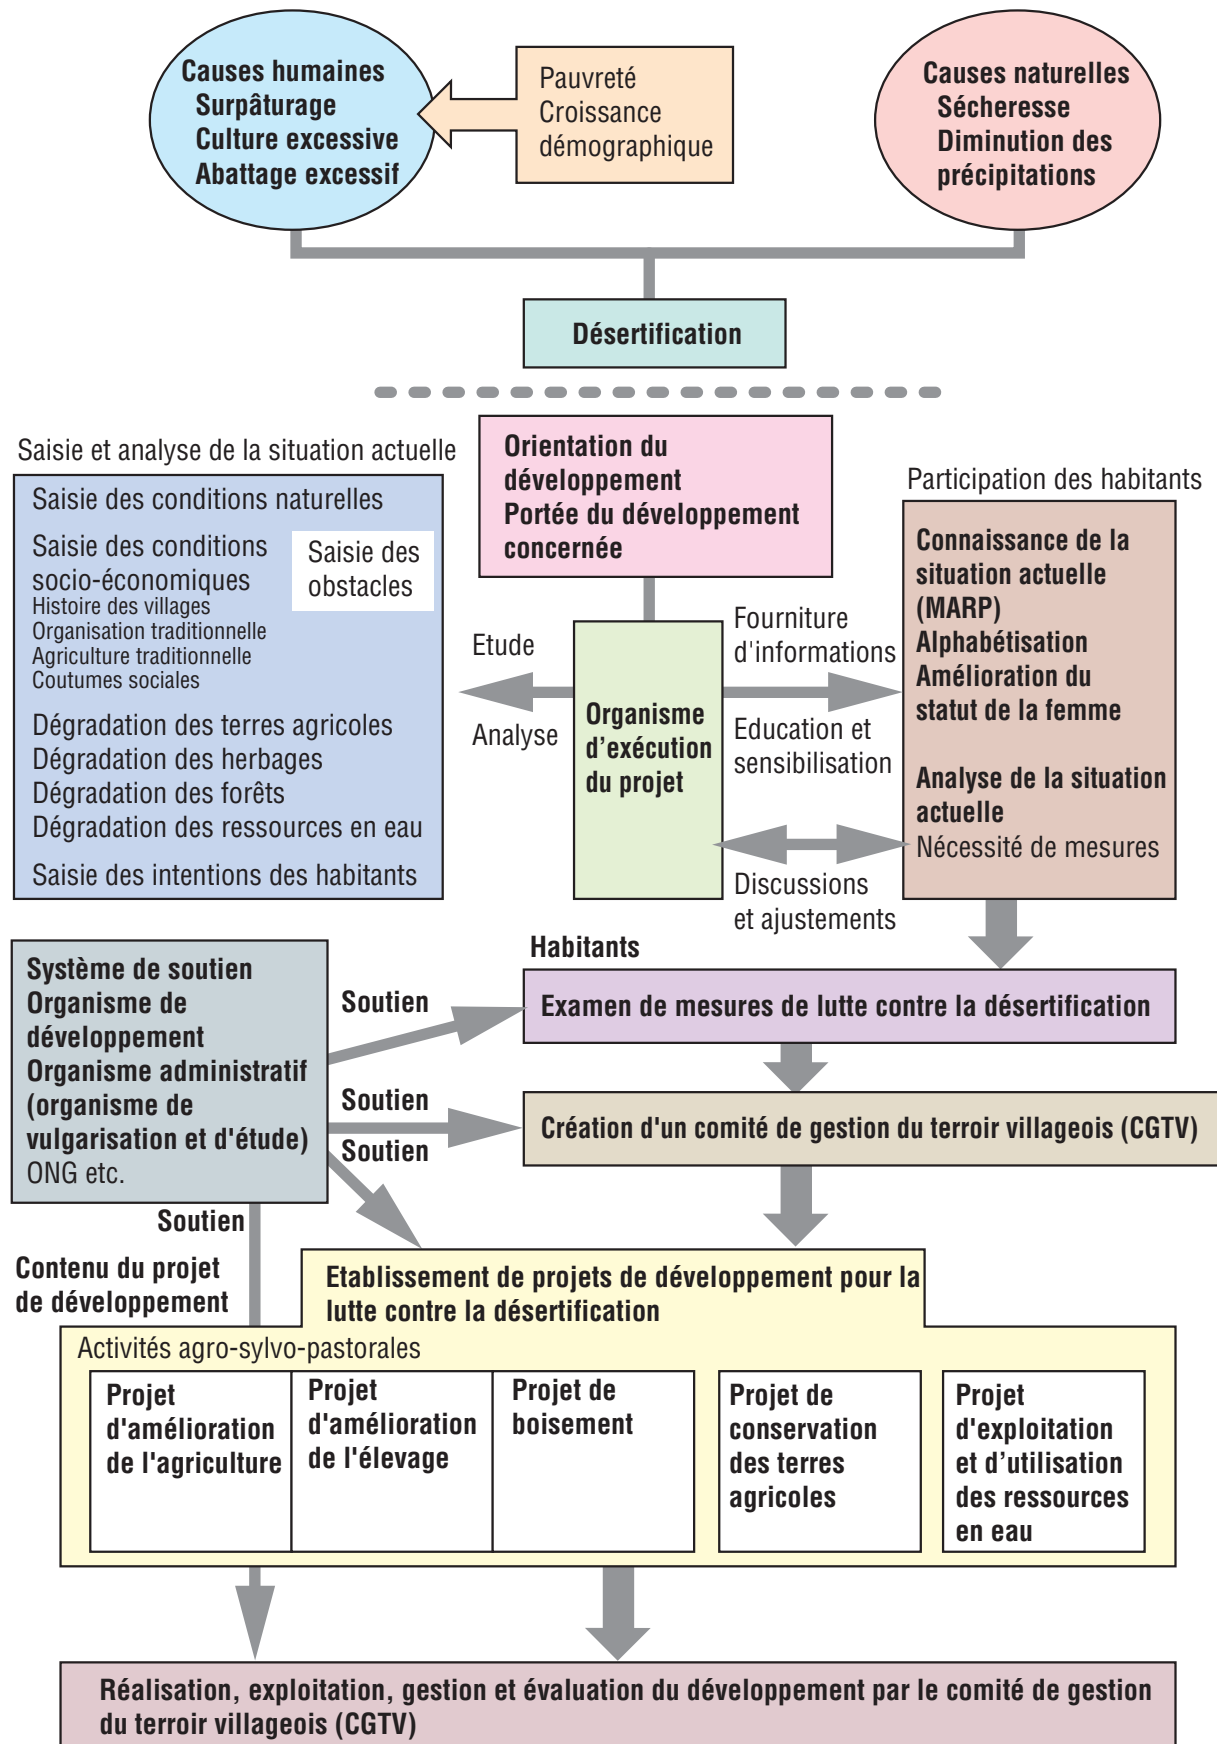 Causes humaines
Surpâturage
Culture excessive
Abattage excessif
Pauvreté
Croissance
démographique
Causes naturelles
Sécheresse
Diminution des
précipitations
Désertification
Saisie et analyse de la situation actuelle
Saisie des conditions naturelles
Saisie des conditions
socio-économiques
Histoire des villages
Organisation traditionnelle
Agriculture traditionnelle
Coutumes sociales
Saisie des
obstacles
Dégradation des terres agricoles
Dégradation des herbages
Dégradation des forêts
Dégradation des ressources en eau
Saisie des intentions des habitants
Orientation du
développement
Portée du développement
concernée
Etude
Analyse
Organisme
d’exécution
du projet
Fourniture
d'informations
Education et
sensibilisation
Discussions
et ajustements
Participation des habitants
Connaissance de la
situation actuelle
(MARP)
Alphabétisation
Amélioration du
statut de la femme
Analyse de la situation
actuelle
Nécessité de mesures
Système de soutien
Organisme de
développement
Organisme administratif
(organisme de
vulgarisation et d'étude)
ONG etc.
Soutien
Soutien
Soutien
Soutien
Habitants
Examen de mesures de lutte contre la désertification
Création d'un comité de gestion du terroir villageois (CGTV)
Contenu du projet
de développement
Etablissement de projets de développement pour la
lutte contre la désertification
Activités agro-sylvo-pastorales
Projet
d'amélioration
de l'agriculture
Projet
d'amélioration
de l'élevage
Projet de
boisement
Projet de
conservation
des terres
agricoles
Projet
d'exploitation
et d’utilisation
des ressources
en eau
Réalisation, exploitation, gestion et évaluation du développement par le comité de gestion
du terroir villageois (CGTV)